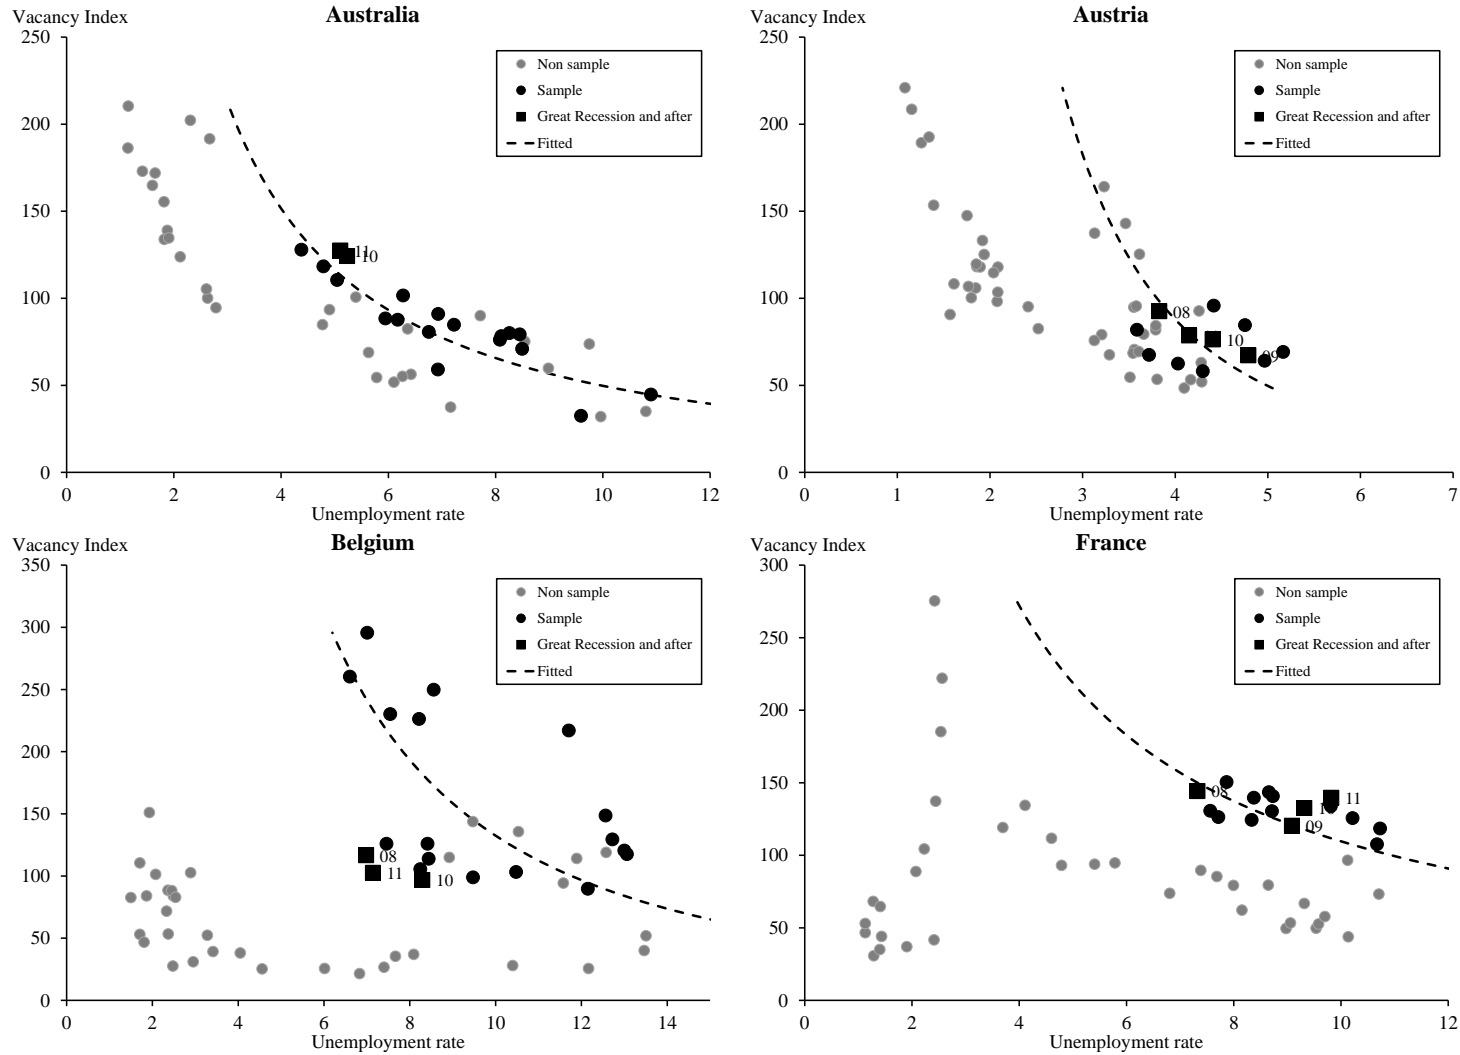 Vacancy Index
Australia
250
200
150
100
50
0
0 2 4 6 8 10 12
Unemployment rate
Non sample
Sample
Great Recession and after
Fitted
11
10
Vacancy Index
Austria
250
200
150
100
50
0
0 1 2 3 4 5 6 7
Unemployment rate
Non sample
Sample
Great Recession and after
Fitted
08
10
09
Vacancy Index
Belgium
350
300
250
200
150
100
50
0
0 2 4 6 8 10 12 14
Unemployment rate
Non sample
Sample
Great Recession and after
Fitted
08
11
10
Vacancy Index
France
300
250
200
150
100
50
0
0 2 4 6 8 10 12
Unemployment rate
Non sample
Sample
Great Recession and after
Fitted
08
11
09